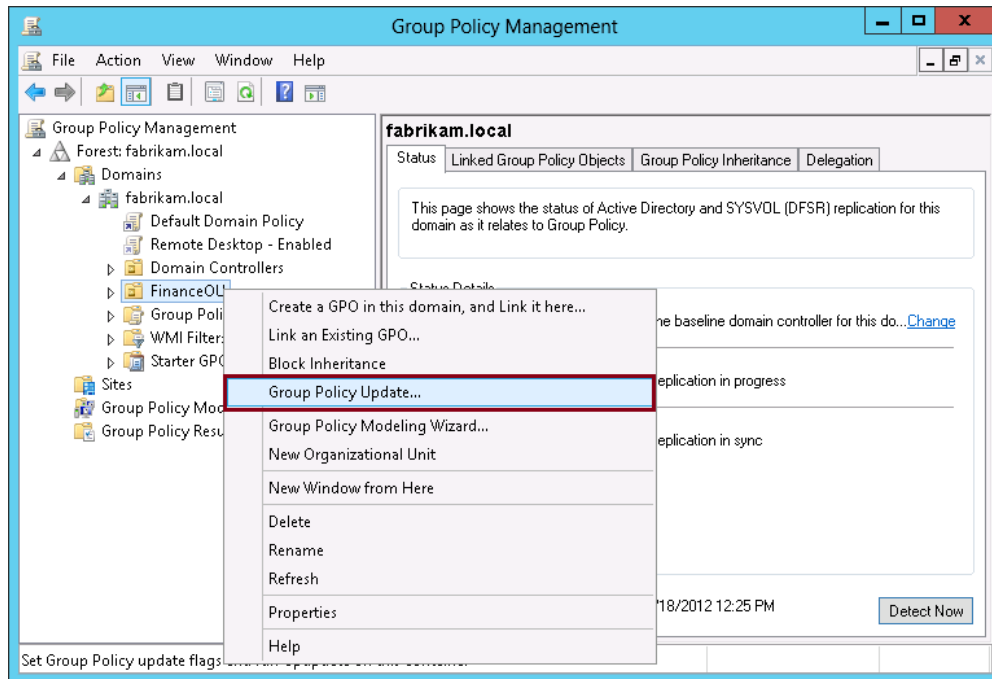 Group Policy Management
File Action View Window Help
Group Policy Management
Forest: fabrikam.local
Domains
fabrikam.local
Default Domain Policy
Remote Desktop - Enabled
Domain Controllers
FinanceOU
Group Poli
WMI Filter
Starter GPO
Sites
Group Policy Mod
Group Policy Resu
fabrikam.local
Status Linked Group Policy Objects Group Policy Inheritance Delegation
This page shows the status of Active Directory and SYSVOL (DFSR) replication for this
domain as it relates to Group Policy.
Status Details
ne baseline domain controller for this do...Change
eplication in progress
eplication in sync
/18/2012 12:25 PM
Detect Now
Create a GPO in this domain, and Link it here...
Link an Existing GPO...
Block Inheritance
Group Policy Update...
Group Policy Modeling Wizard...
New Organizational Unit
New Window from Here
Delete
Rename
Refresh
Properties
Help
Set Group Policy update flags